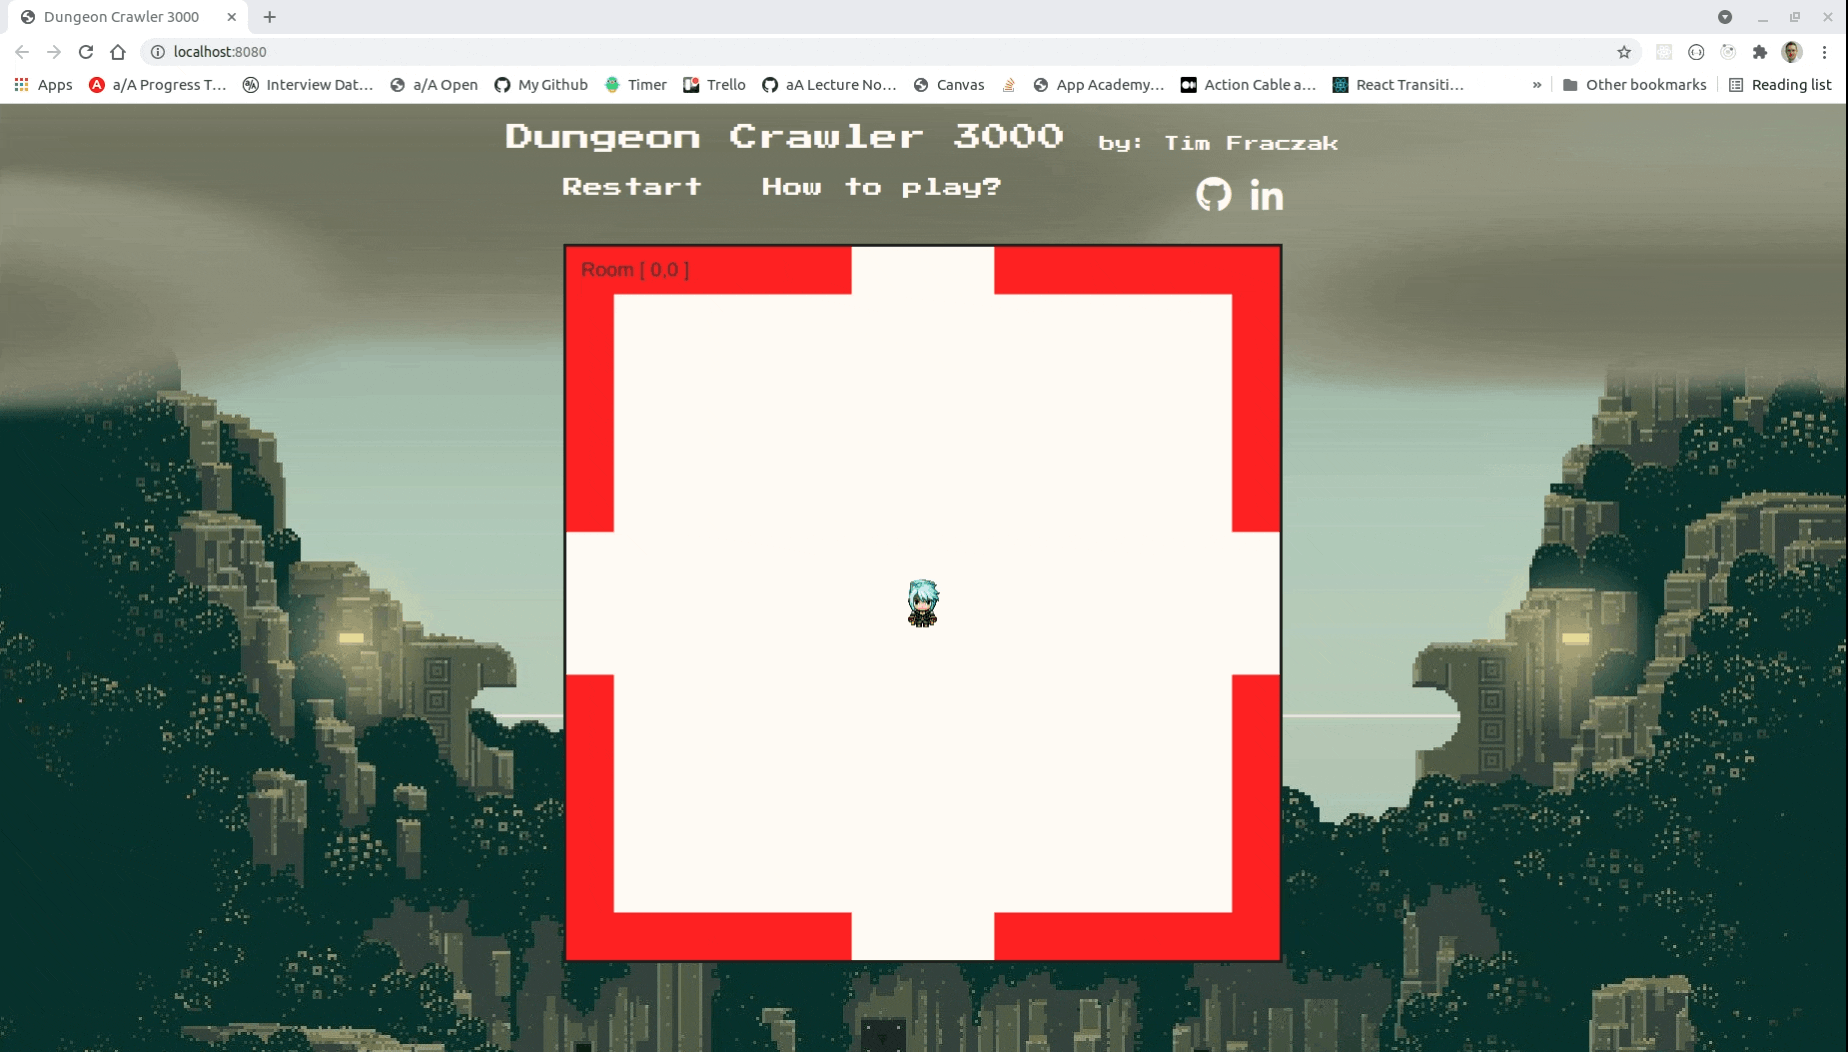 Dungeon Crawler 3000
localhost:8080
Apps a/A Progress T... Interview Dat... a/A Open My Github Timer Trello aA Lecture No... Canvas App Academy,... Action Cable a... React Transiti... » Other bookmarks Reading list
Dungeon Crawler 3000 by: Tim Fraczak
Restart How to play? in
Room [ 0,0 ]